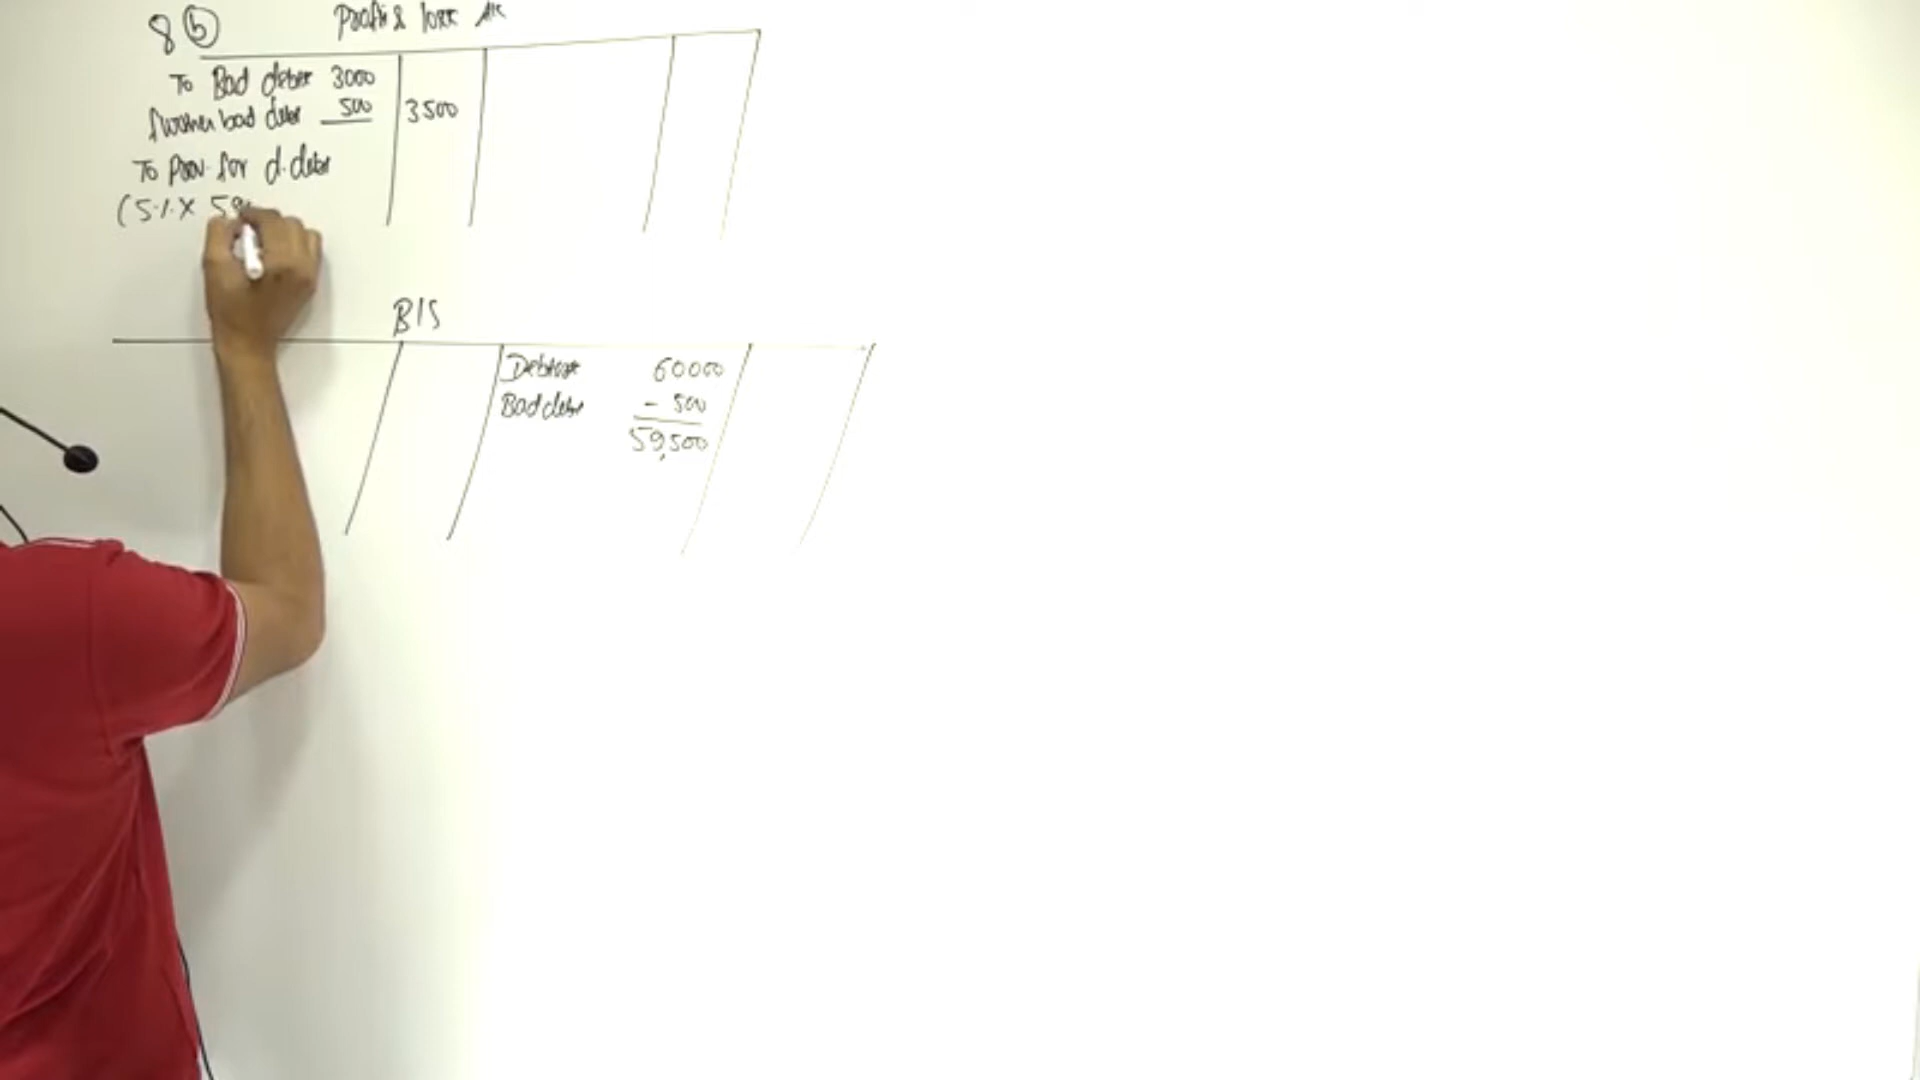 8 (b) Profit & loss A/c
To Bad debts 3000
further bad debts 500 3500
To Prov. for d. debts
(5% × 59
B/S
Debtors 60000
Bad debts - 500
59,500